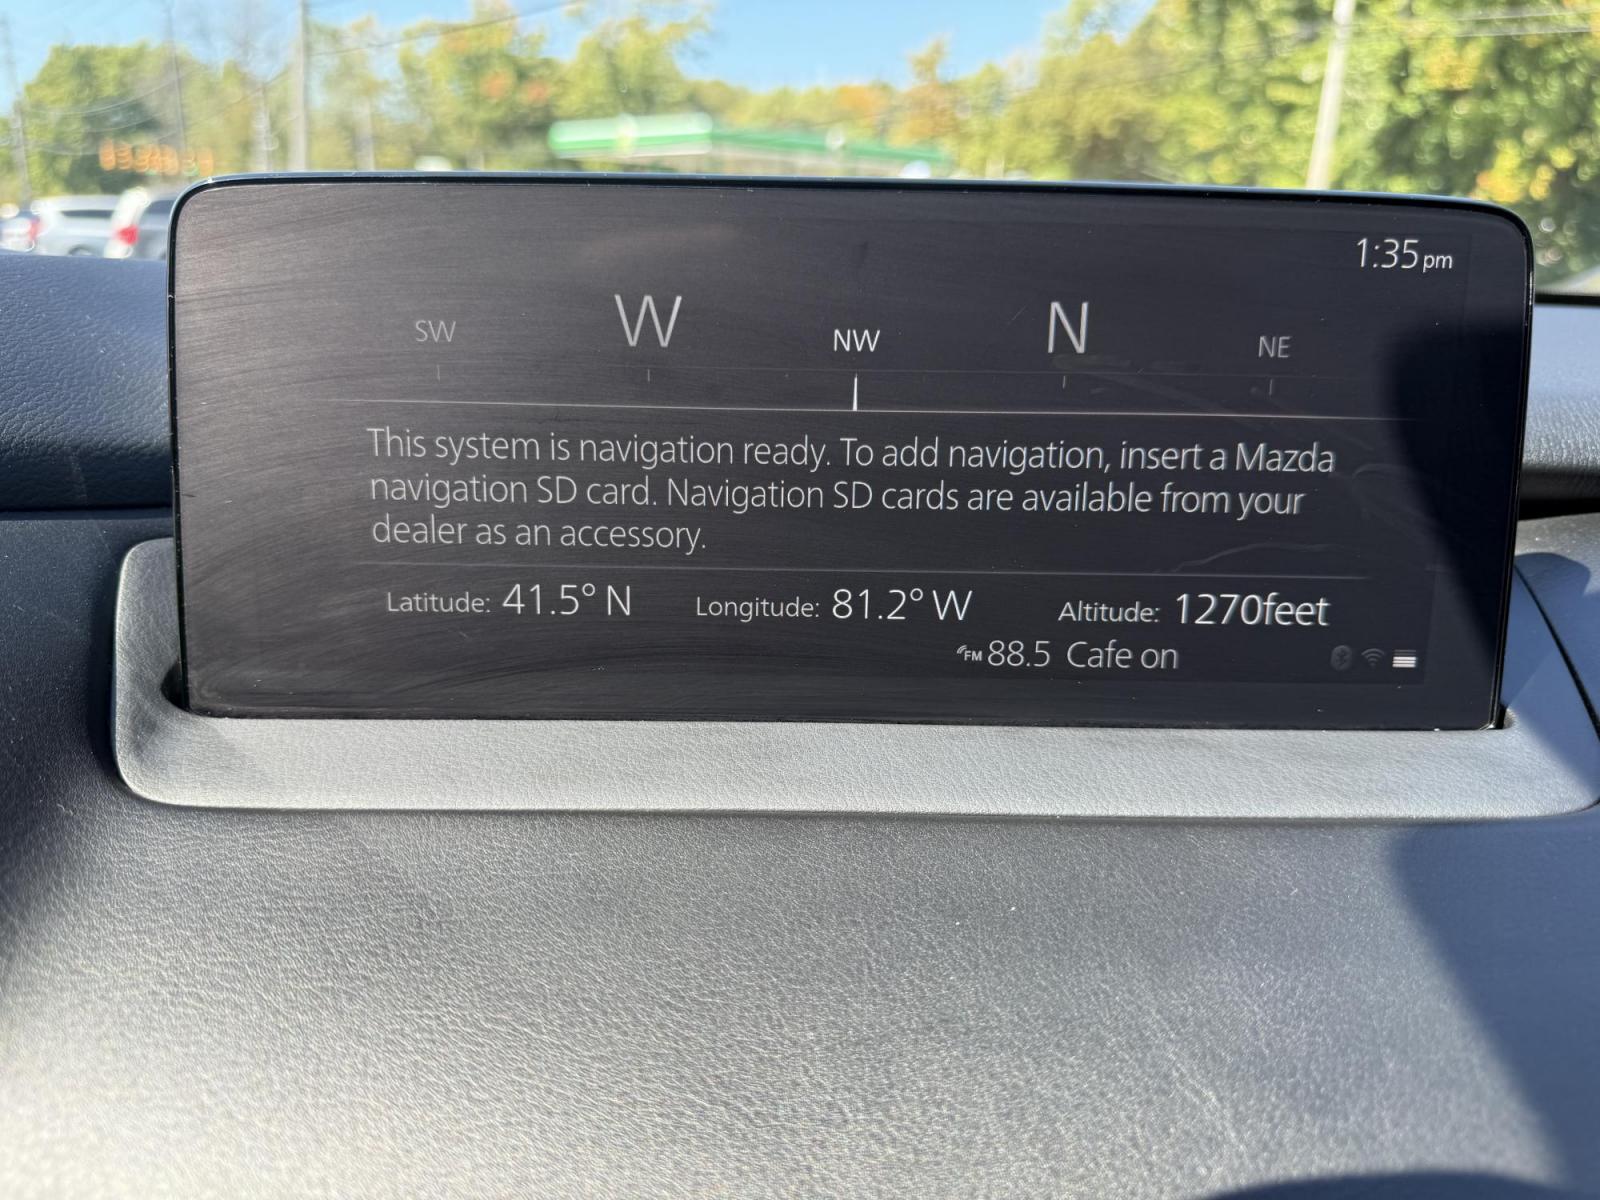 1:35pm
SW W NW N NE
This system is navigation ready. To add navigation, insert a Mazda
navigation SD card. Navigation SD cards are available from your
dealer as an accessory.
Latitude: 41.5° N Longitude: 81.2° W Altitude: 1270feet
FM 88.5 Cafe on